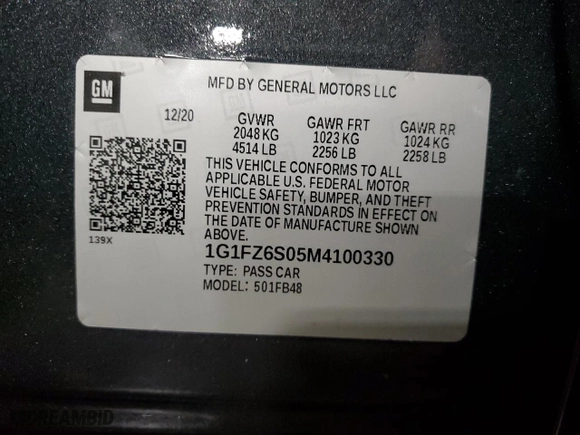 GM
MFD BY GENERAL MOTORS LLC
12/20 GVWR GAWR FRT GAWR RR
2048 KG 1023 KG 1024 KG
4514 LB 2256 LB 2258 LB
THIS VEHICLE CONFORMS TO ALL
APPLICABLE U.S. FEDERAL MOTOR
VEHICLE SAFETY, BUMPER, AND THEFT
PREVENTION STANDARDS IN EFFECT ON
THE DATE OF MANUFACTURE SHOWN
ABOVE.
139X
1G1FZ6S05M4100330
TYPE: PASS CAR
MODEL: 501FB48
DREAMBID